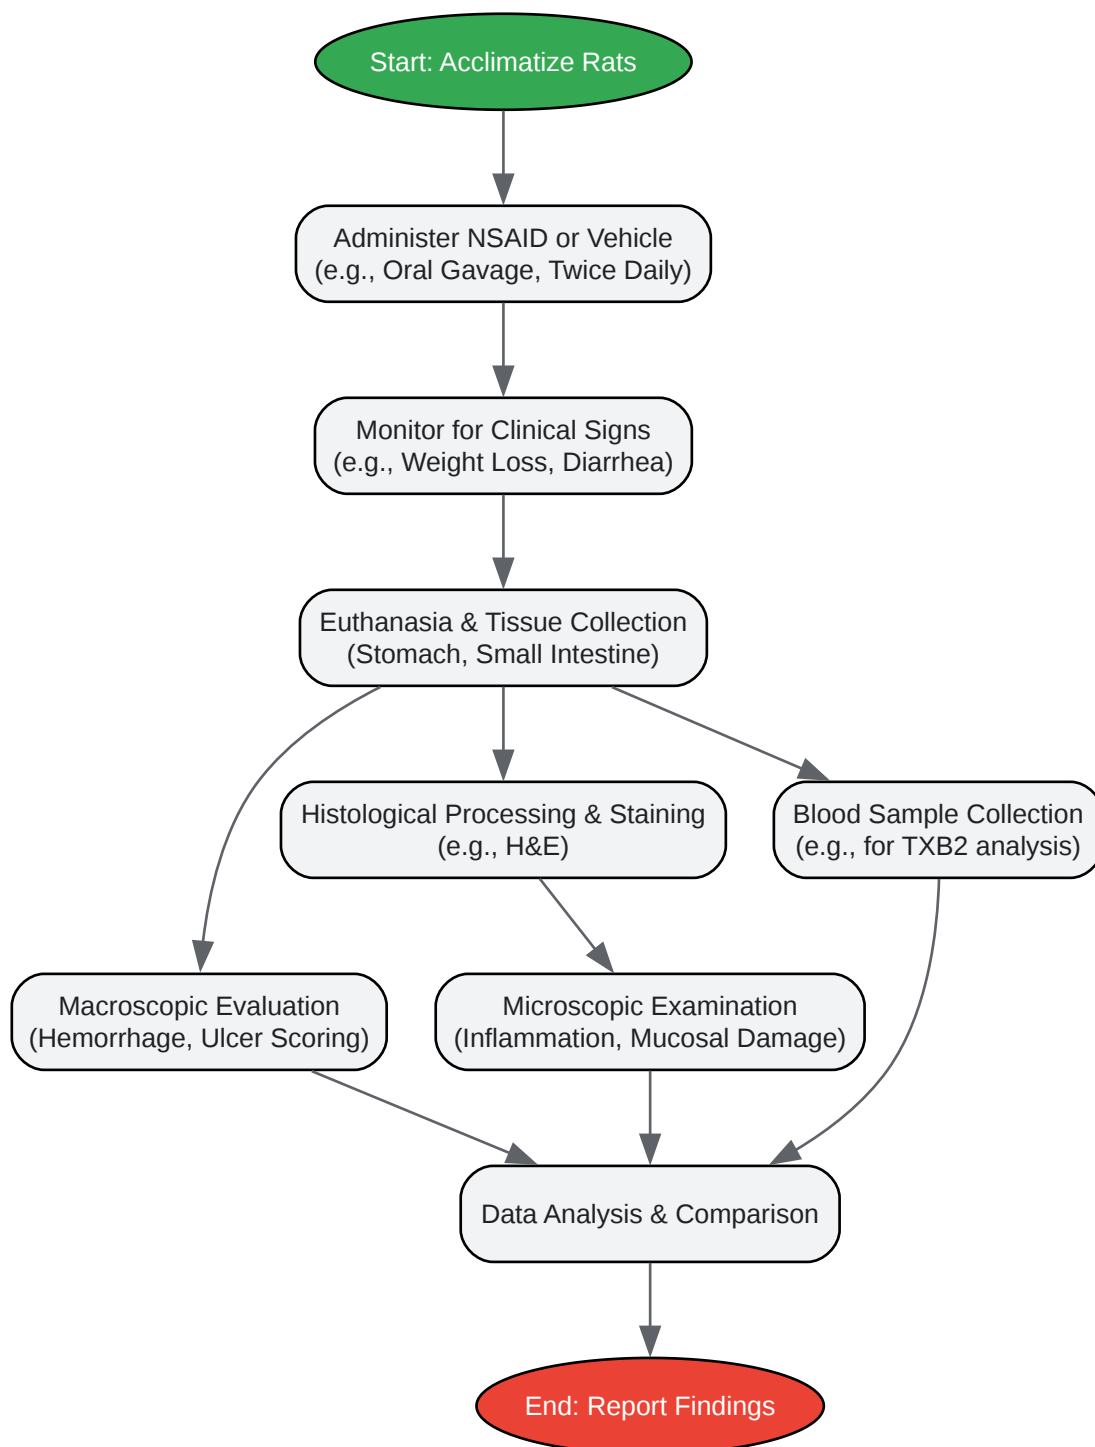 Start: Acclimatize Rats
Administer NSAID or Vehicle
(e.g., Oral Gavage, Twice Daily)
Monitor for Clinical Signs
(e.g., Weight Loss, Diarrhea)
Euthanasia & Tissue Collection
(Stomach, Small Intestine)
Histological Processing & Staining
(e.g., H&E)
Blood Sample Collection
(e.g., for TXB2 analysis)
Macroscopic Evaluation
(Hemorrhage, Ulcer Scoring)
Microscopic Examination
(Inflammation, Mucosal Damage)
Data Analysis & Comparison
End: Report Findings